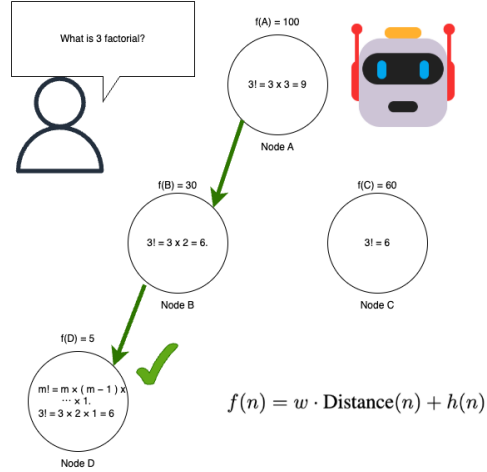 What is 3 factorial?
f(A) = 100
3! = 3 x 3 = 9
Node A
f(B) = 30
3! = 3 x 2 = 6.
Node B
f(C) = 60
3! = 6
Node C
f(D) = 5
m! = m × ( m − 1 ) x
⋯ × 1.
3! = 3 × 2 × 1 = 6
Node D
f(n) = w · Distance(n) + h(n)